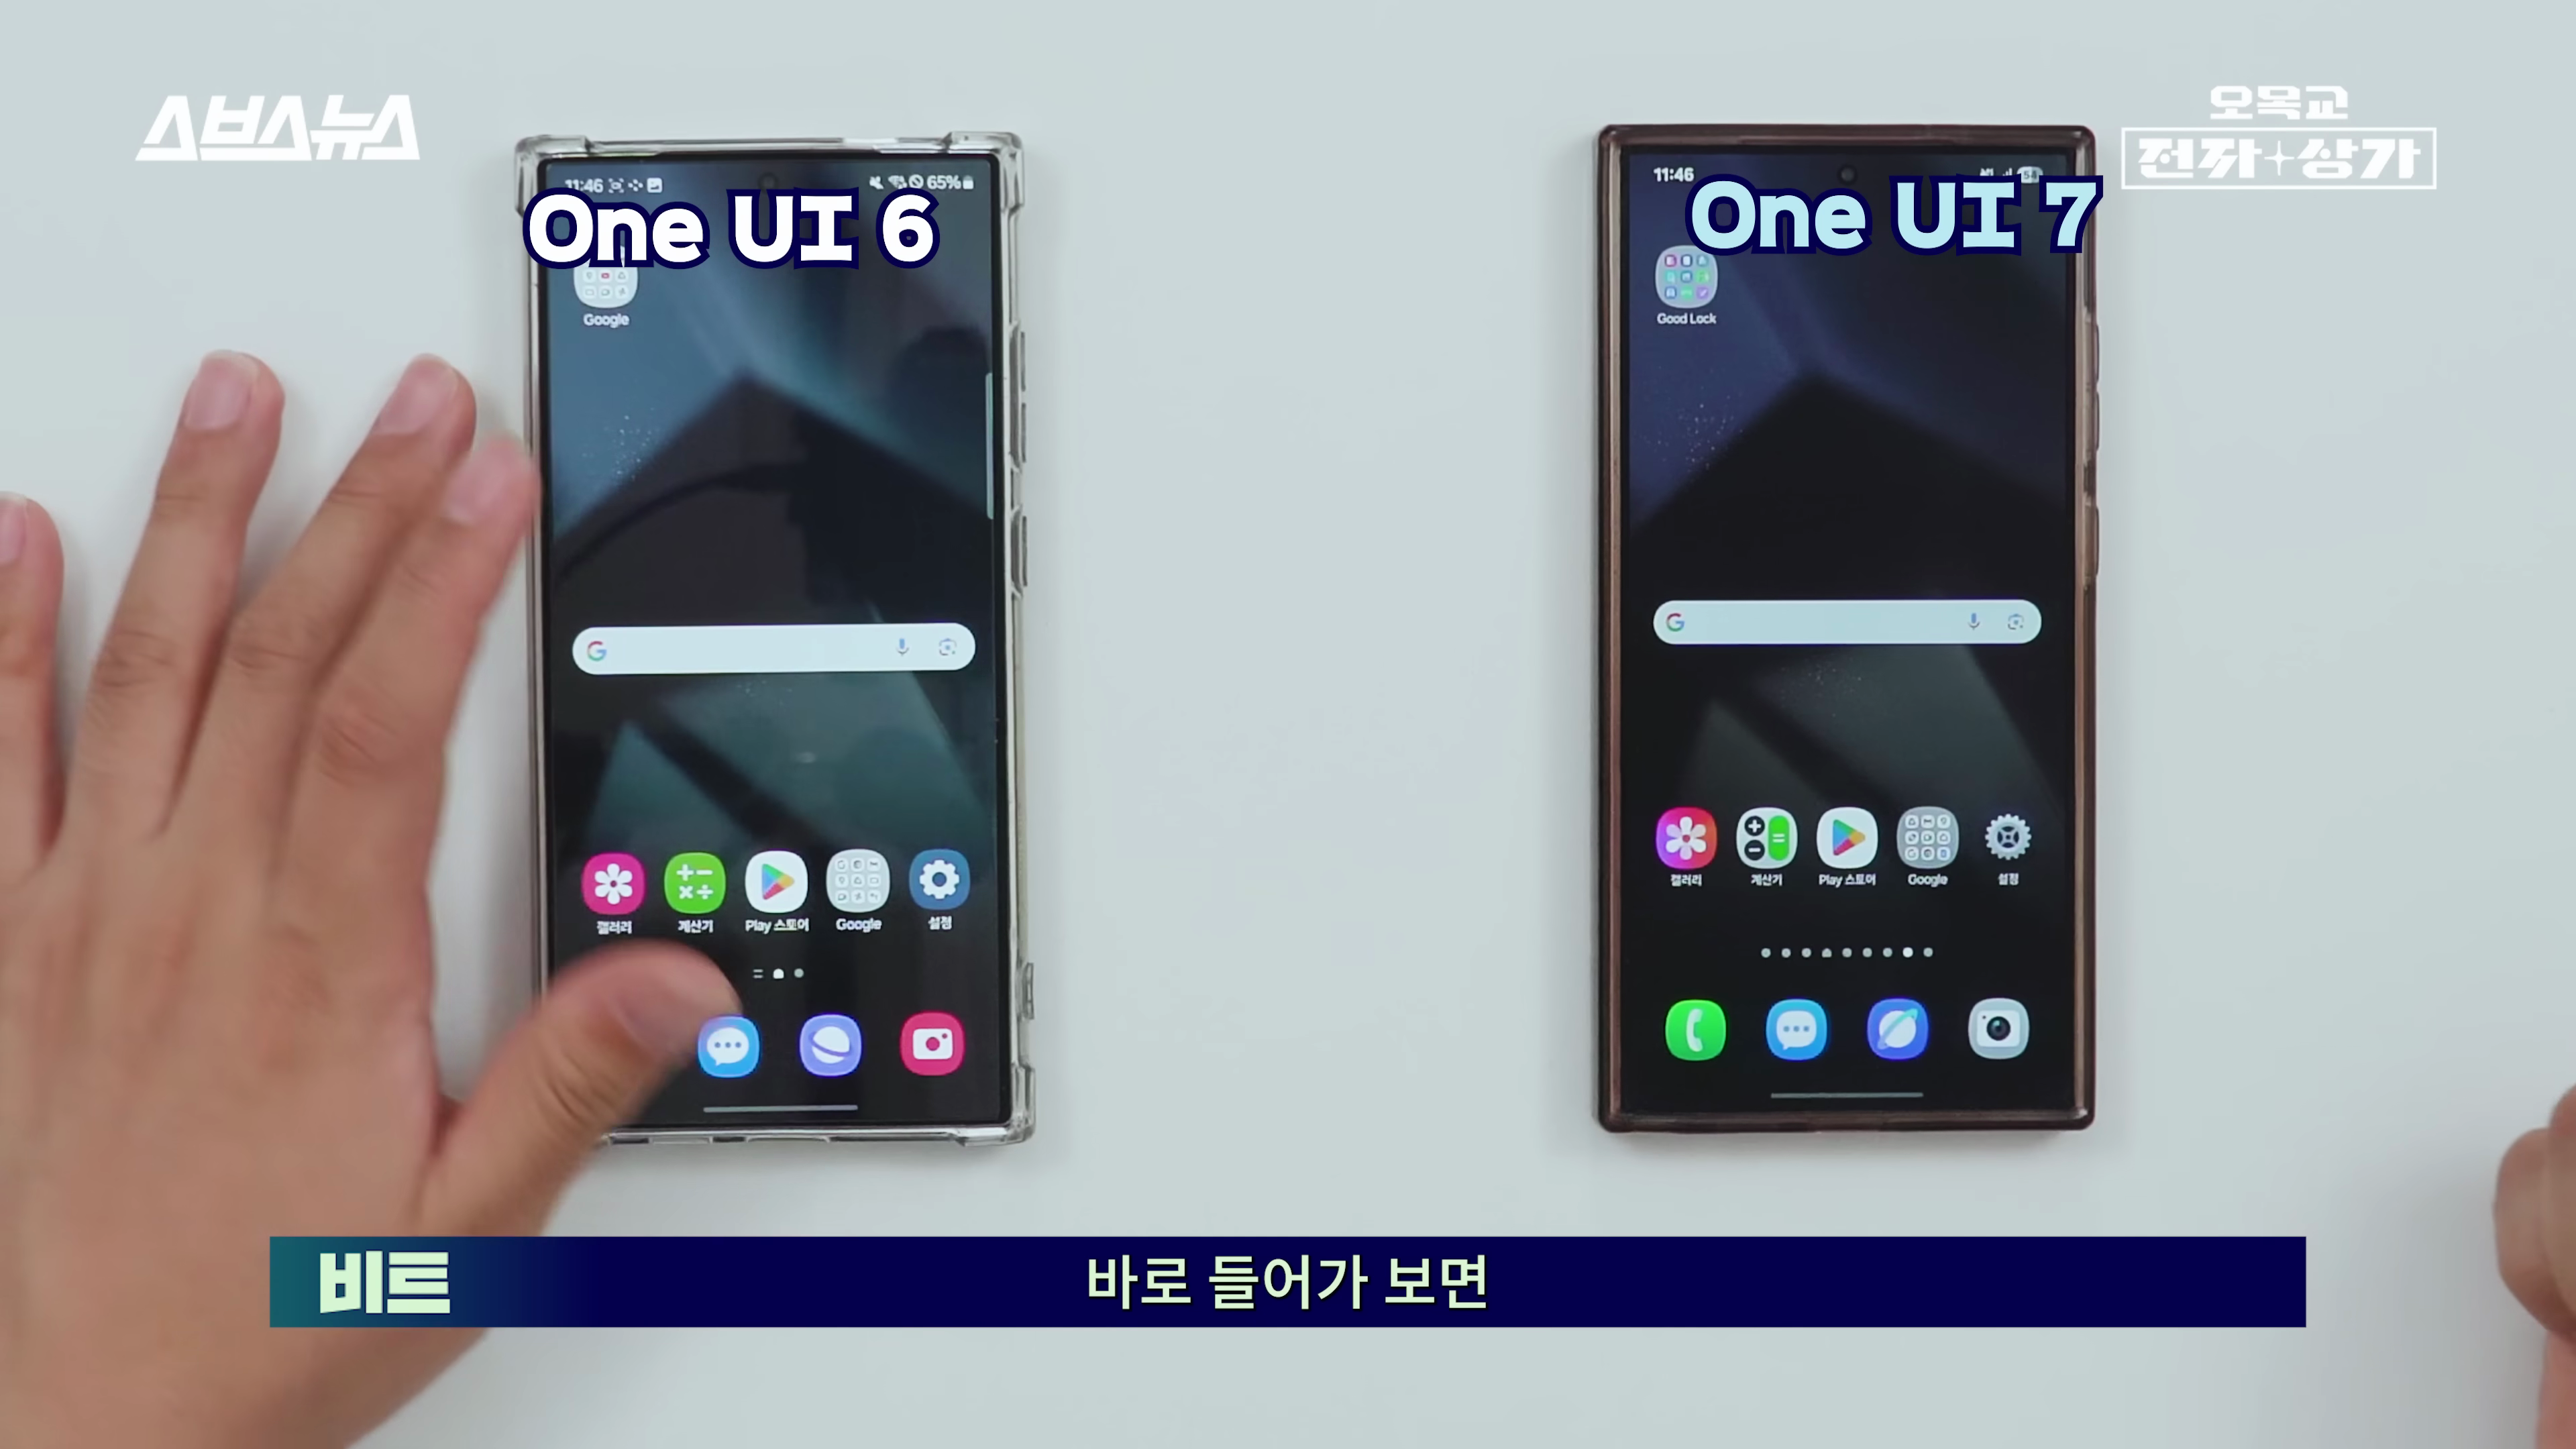 스브스뉴스
오목교
전자상가
11:46
65%
One UI 6
Google
갤러리
계산기
Play 스토어
Google
설정
11:46
54
One UI 7
Good Lock
갤러리
계산기
Play 스토어
Google
설정
비트
바로 들어가 보면